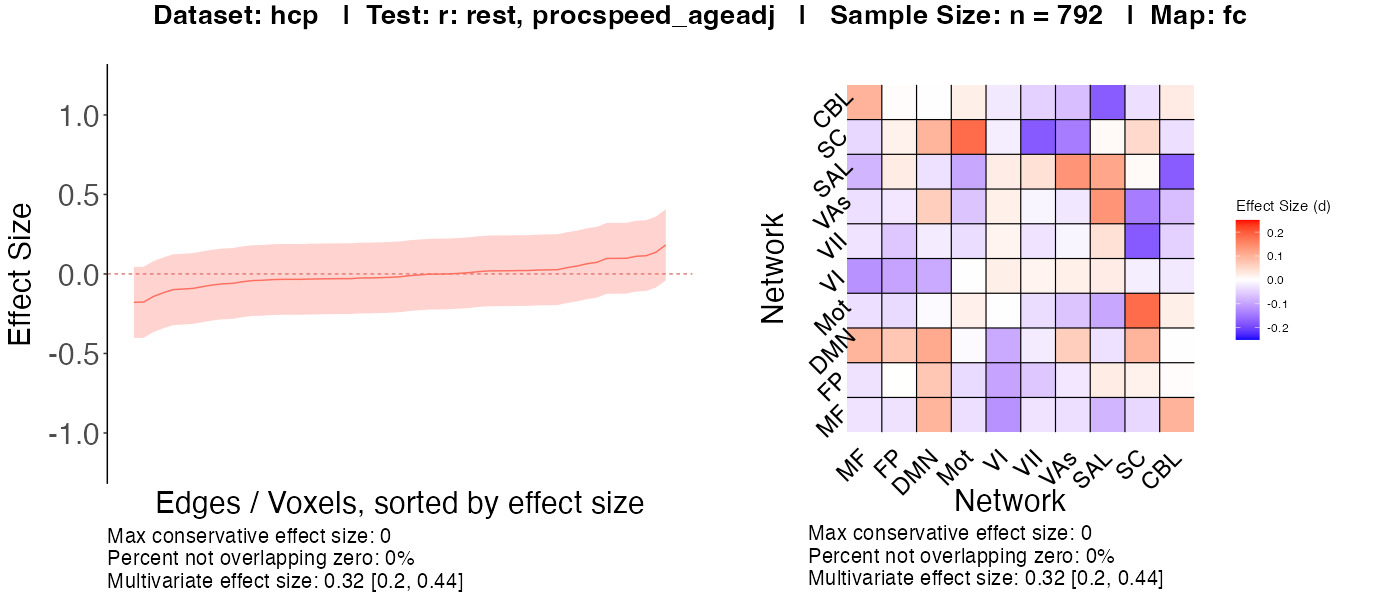 Dataset: hcp | Test: r: rest, procspeed_ageadj | Sample Size: n = 792 | Map: fc
Effect Size
1.0
0.5
0.0
-0.5
-1.0
Edges / Voxels, sorted by effect size
Max conservative effect size: 0
Percent not overlapping zero: 0%
Multivariate effect size: 0.32 [0.2, 0.44]
Network
CBL
SC
SAL
VAs
VII
VI
Mot
DMN
FP
MF
MF FP DMN Mot VI VII VAs SAL SC CBL
Network
Max conservative effect size: 0
Percent not overlapping zero: 0%
Multivariate effect size: 0.32 [0.2, 0.44]
Effect Size (d)
0.2
0.1
0.0
-0.1
-0.2